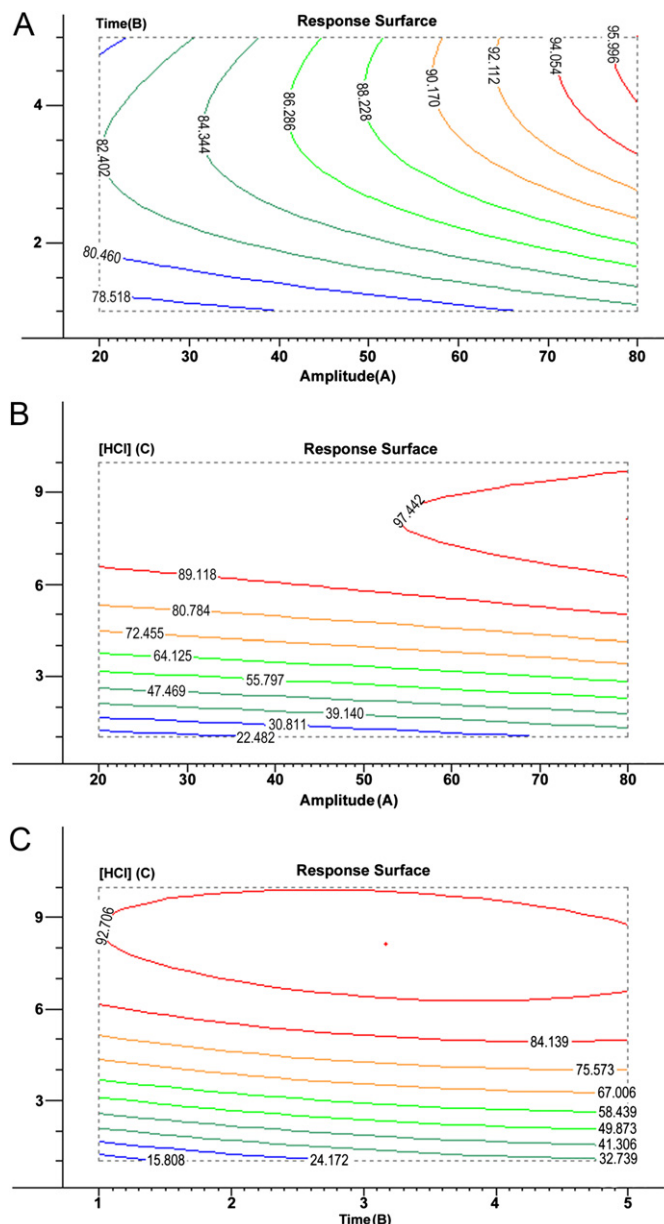 A
Time(B)
Response Surfarce
4
2
82.402
84.344
86.286
88.228
90.170
92.112
94.054
95.996
80.460
78.518
20 30 40 50 60 70 80
Amplitude(A)
B
[HCl] (C)
Response Surface
9
6
3
97.442
89.118
80.784
72.455
64.125
55.797
47.469
39.140
30.811
22.482
20 30 40 50 60 70 80
Amplitude(A)
C
[HCl] (C)
Response Surface
9
6
3
92.706
84.139
75.573
67.006
58.439
49.873
41.306
32.739
24.172
15.808
1 2 3 4 5
Time(B)